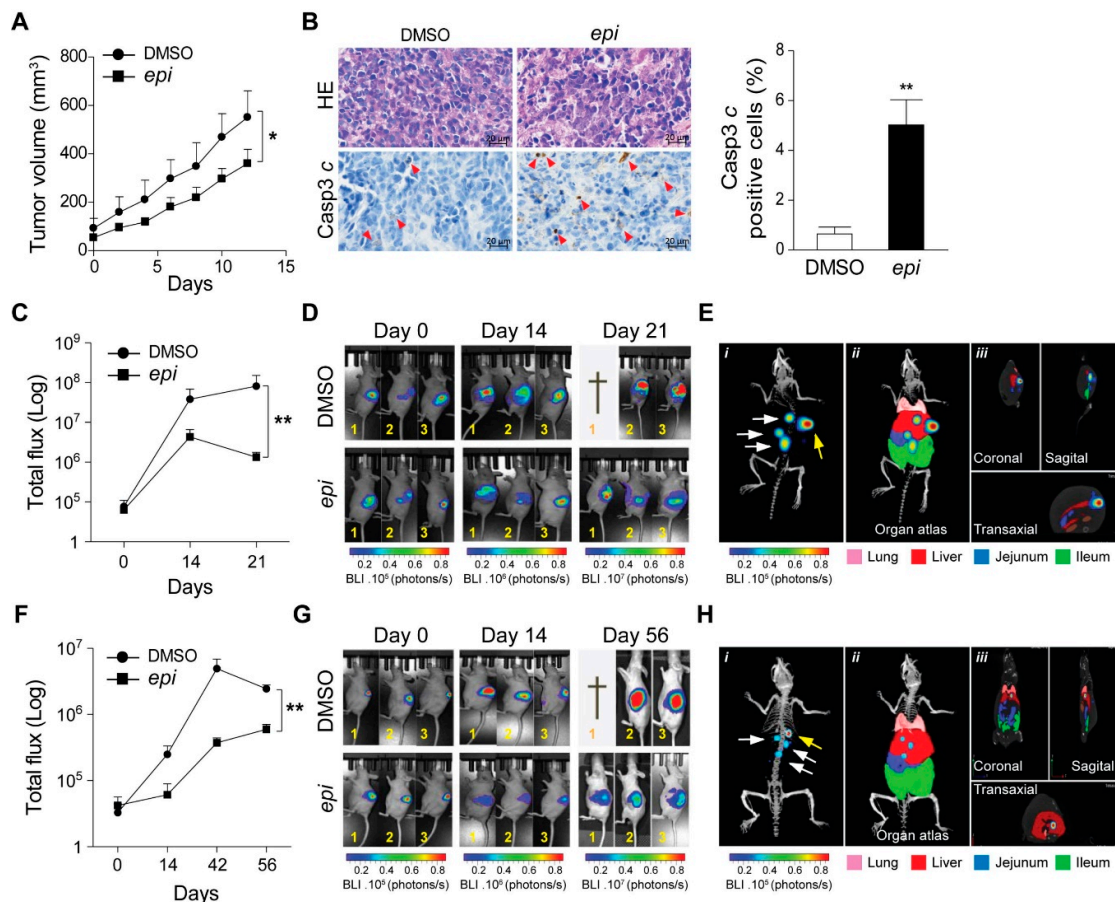 A
DMSO
epi
Tumor volume (mm³)
800
600
400
200
0
0 5 10 15
Days
B
DMSO epi
HE
Casp3 c
20 µm
20 µm
20 µm
20 µm
Casp3 c
positive cells (%)
8
6
4
2
0
**
DMSO epi
*
C
DMSO
epi
Total flux (Log)
10⁹
10⁸
10⁷
10⁶
10⁵
1
0 14 21
Days
**
D
Day 0 Day 14 Day 21
DMSO
1 2 3 1 2 3 1 2 3
epi
1 2 3 1 2 3 1 2 3
0.2 0.4 0.6 0.8 0.2 0.4 0.6 0.8 0.2 0.4 0.6 0.8
BLI .10⁵ (photons/s) BLI .10⁶ (photons/s) BLI .10⁷ (photons/s)
E
i ii iii
Coronal Sagital
Transaxial
Organ atlas
0.2 0.4 0.6 0.8
BLI .10⁵ (photons/s)
Lung Liver Jejunum Ileum
F
DMSO
epi
Total flux (Log)
10⁷
10⁶
10⁵
1
0 14 42 56
Days
**
G
Day 0 Day 14 Day 56
DMSO
1 2 3 1 2 3 1 2 3
epi
1 2 3 1 2 3 1 2 3
0.2 0.4 0.6 0.8 0.2 0.4 0.6 0.8 0.2 0.4 0.6 0.8
BLI .10⁵ (photons/s) BLI .10⁶ (photons/s) BLI .10⁷ (photons/s)
H
i ii iii
Coronal Sagital
Transaxial
Organ atlas
0.2 0.4 0.6 0.8
BLI .10⁵ (photons/s)
Lung Liver Jejunum Ileum